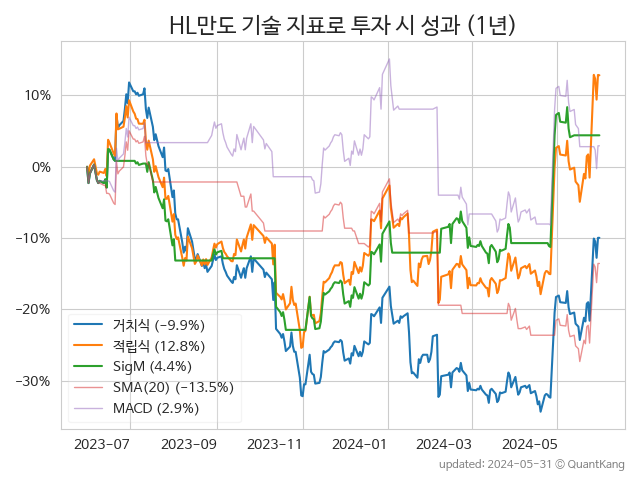 HL만도 기술 지표로 투자 시 성과 (1년)
10%
0%
−10%
−20%
−30%
거치식 (−9.9%)
적립식 (12.8%)
SigM (4.4%)
SMA(20) (−13.5%)
MACD (2.9%)
2023-07
2023-09
2023-11
2024-01
2024-03
2024-05
updated: 2024-05-31 © QuantKang